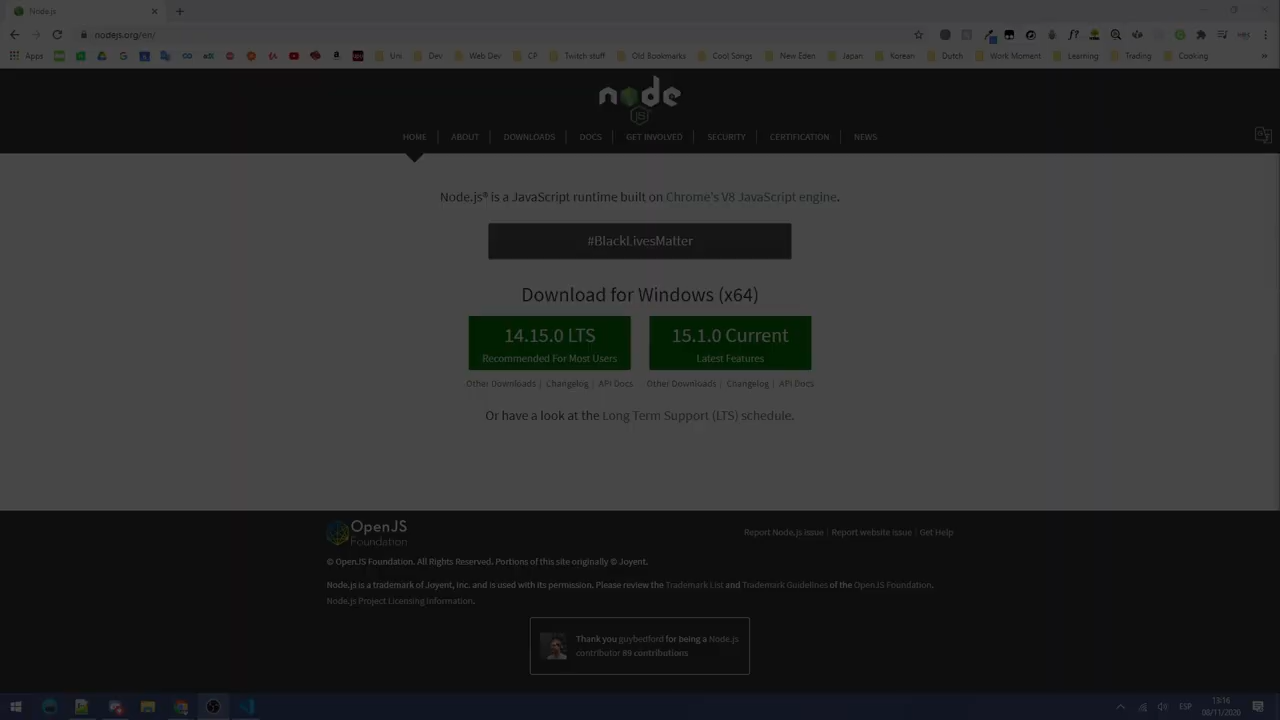 Node.js
nodejs.org/en/
Apps
Uni
Dev
Web Dev
CP
Twitch stuff
Old Bookmarks
Cool Songs
New Eden
Japan
Korean
Dutch
Work Moment
Learning
Trading
Cooking
»
node
JS
HOME
ABOUT
DOWNLOADS
DOCS
GET INVOLVED
SECURITY
CERTIFICATION
NEWS
Node.js® is a JavaScript runtime built on Chrome's V8 JavaScript engine.
#BlackLivesMatter
Download for Windows (x64)
14.15.0 LTS
Recommended For Most Users
15.1.0 Current
Latest Features
Other Downloads | Changelog | API Docs
Other Downloads | Changelog | API Docs
Or have a look at the Long Term Support (LTS) schedule.
OpenJS
Foundation
Report Node.js issue | Report website issue | Get Help
© OpenJS Foundation. All Rights Reserved. Portions of this site originally © Joyent.
Node.js is a trademark of Joyent, Inc. and is used with its permission. Please review the Trademark List and Trademark Guidelines of the OpenJS Foundation.
Node.js Project Licensing Information.
Thank you guybedford for being a Node.js
contributor 89 contributions
ESP
13:16
08/11/2020